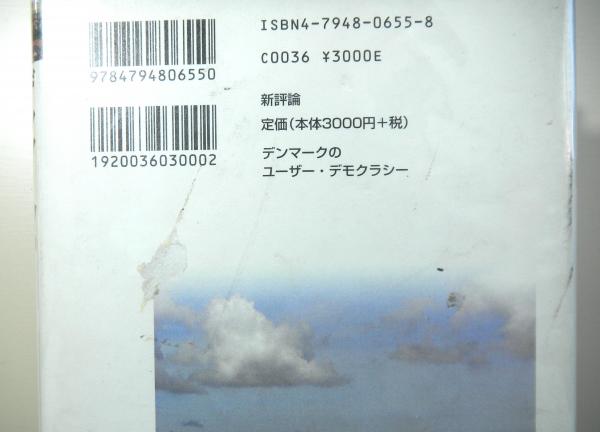 ISBN4-7948-0655-8
9784794806550
C0036 ¥3000E
新評論
定価(本体3000円+税)
1920036030002
デンマークの
ユーザー・デモクラシー